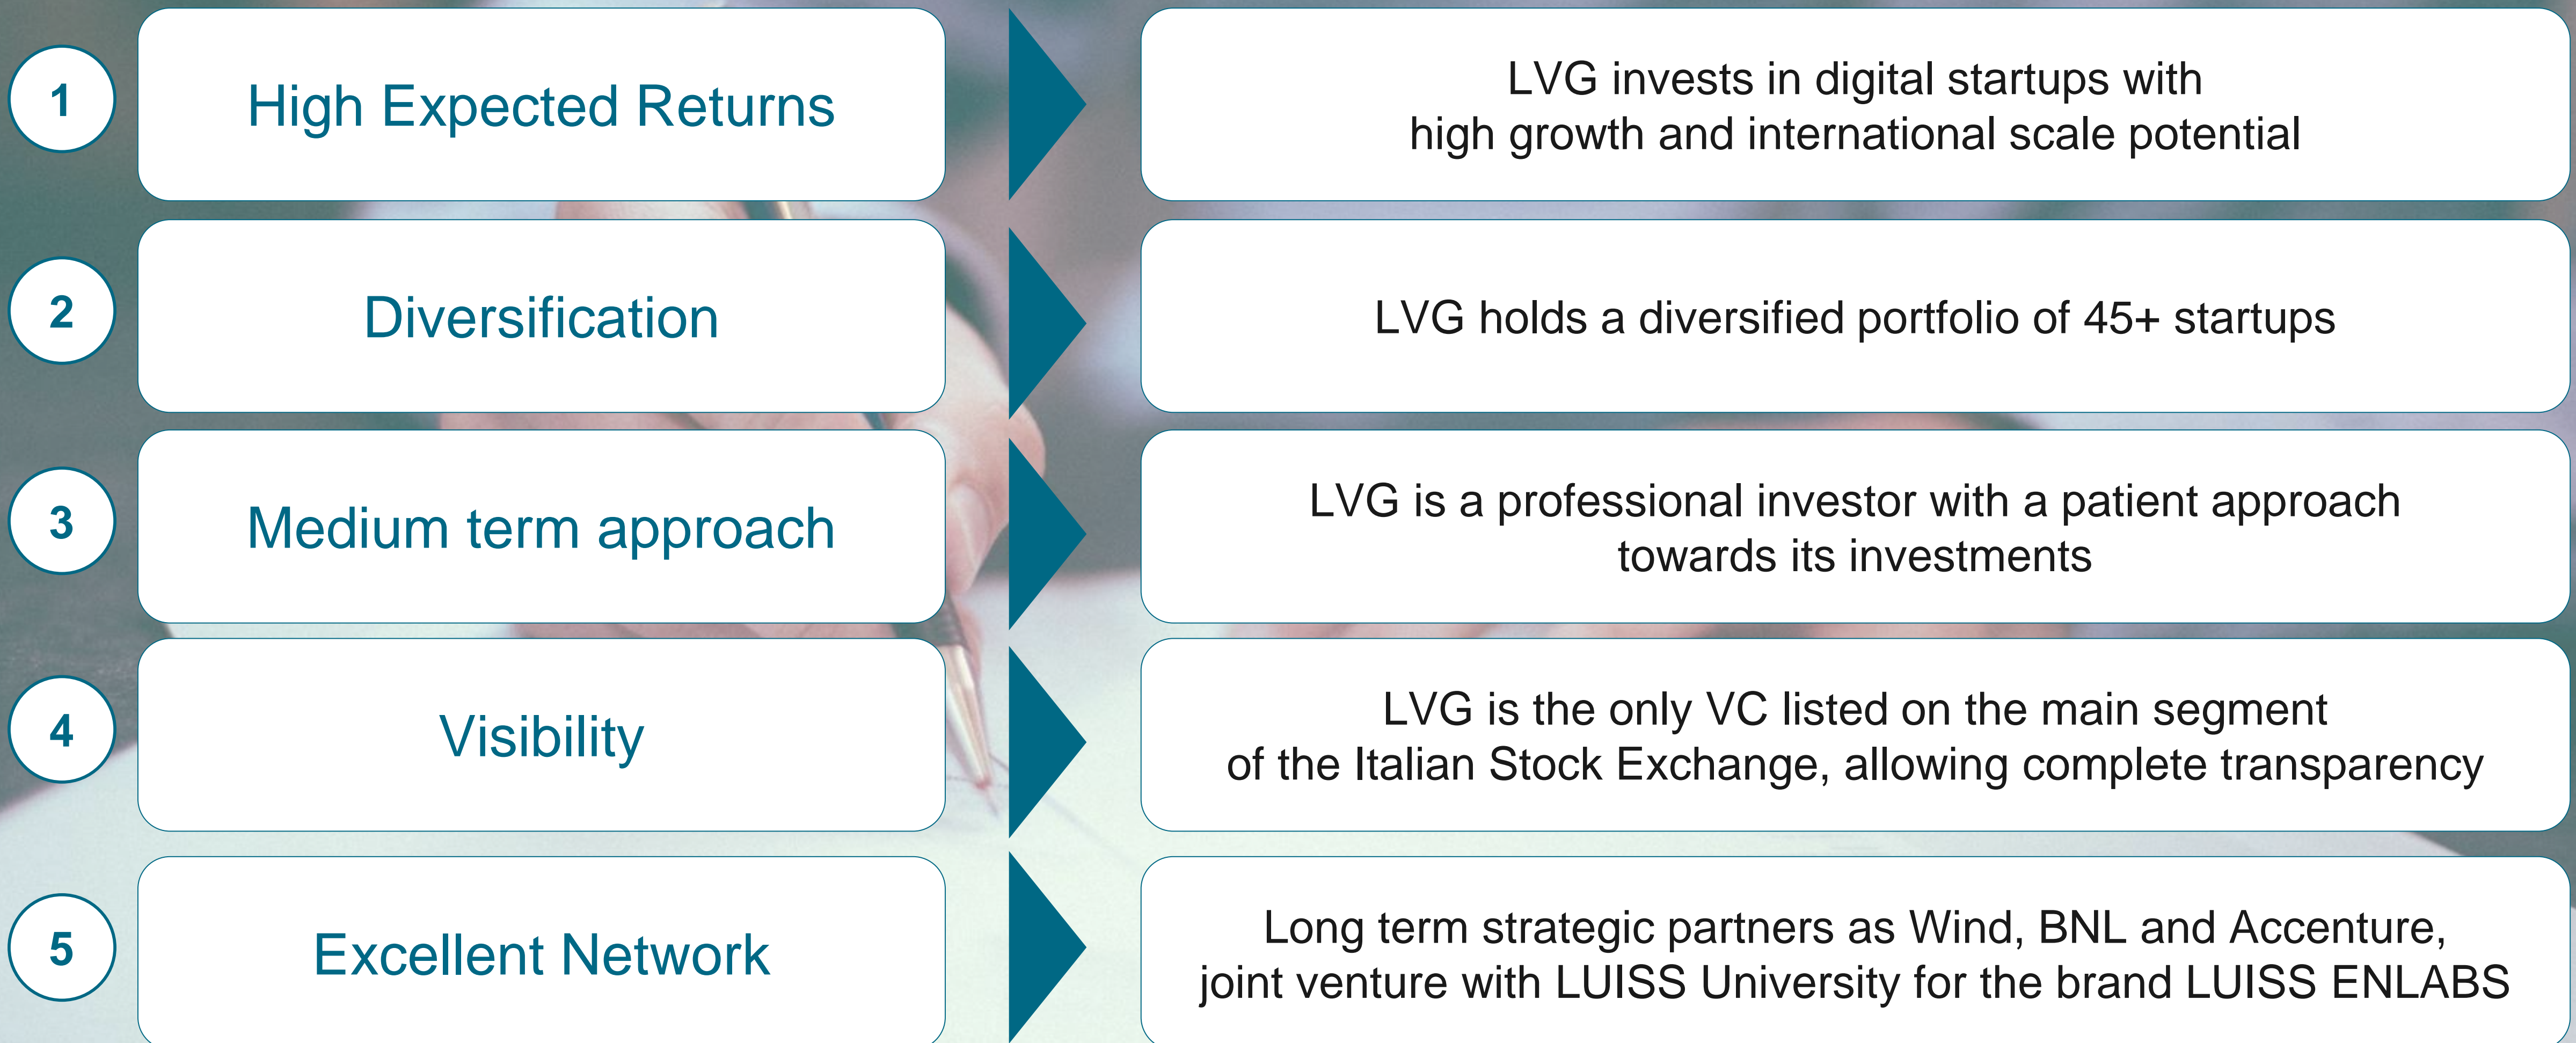 1
High Expected Returns
LVG invests in digital startups with
high growth and international scale potential
2
Diversification
LVG holds a diversified portfolio of 45+ startups
3
Medium term approach
LVG is a professional investor with a patient approach
towards its investments
4
Visibility
LVG is the only VC listed on the main segment
of the Italian Stock Exchange, allowing complete transparency
5
Excellent Network
Long term strategic partners as Wind, BNL and Accenture,
joint venture with LUISS University for the brand LUISS ENLABS